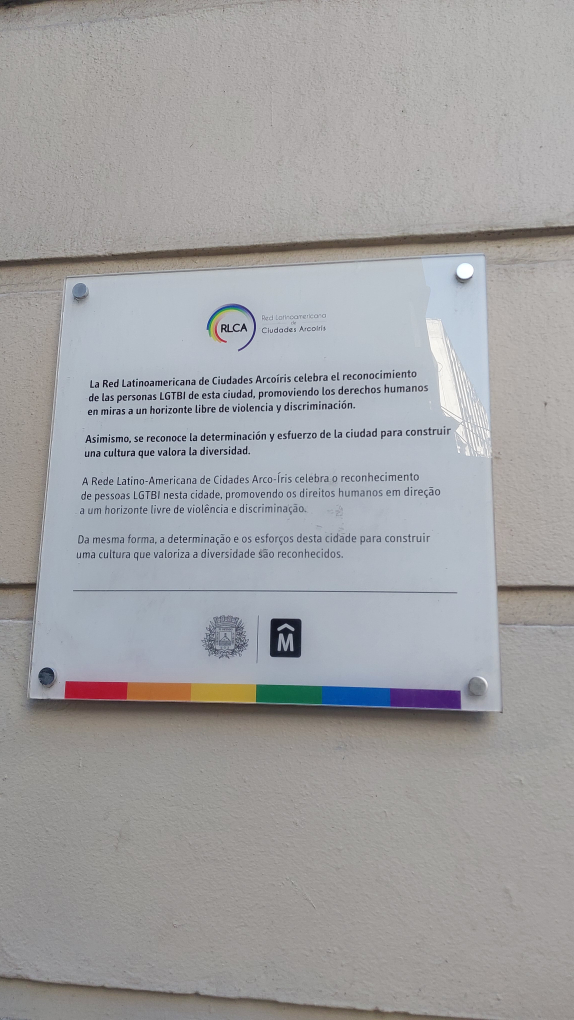 RLCA
Red Latinoamericana
de
Ciudades Arcoíris
La Red Latinoamericana de Ciudades Arcoíris celebra el reconocimiento
de las personas LGTBI de esta ciudad, promoviendo los derechos humanos
en miras a un horizonte libre de violencia y discriminación.
Asimismo, se reconoce la determinación y esfuerzo de la ciudad para construir
una cultura que valora la diversidad.
A Rede Latino-Americana de Cidades Arco-Íris celebra o reconhecimento
de pessoas LGTBI nesta cidade, promovendo os direitos humanos em direção
a um horizonte livre de violência e discriminação.
Da mesma forma, a determinação e os esforços desta cidade para construir
uma cultura que valoriza a diversidade são reconhecidos.
M